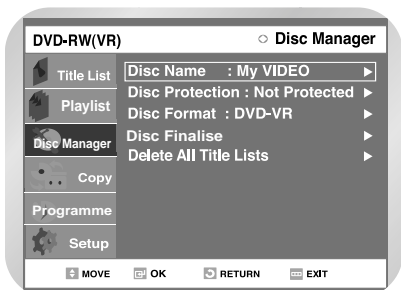 DVD-RW(VR) Disc Manager
Title List
Playlist
Disc Manager
Copy
Programme
Setup
Disc Name : My VIDEO
Disc Protection : Not Protected
Disc Format : DVD-VR
Disc Finalise
Delete All Title Lists
MOVE OK RETURN EXIT